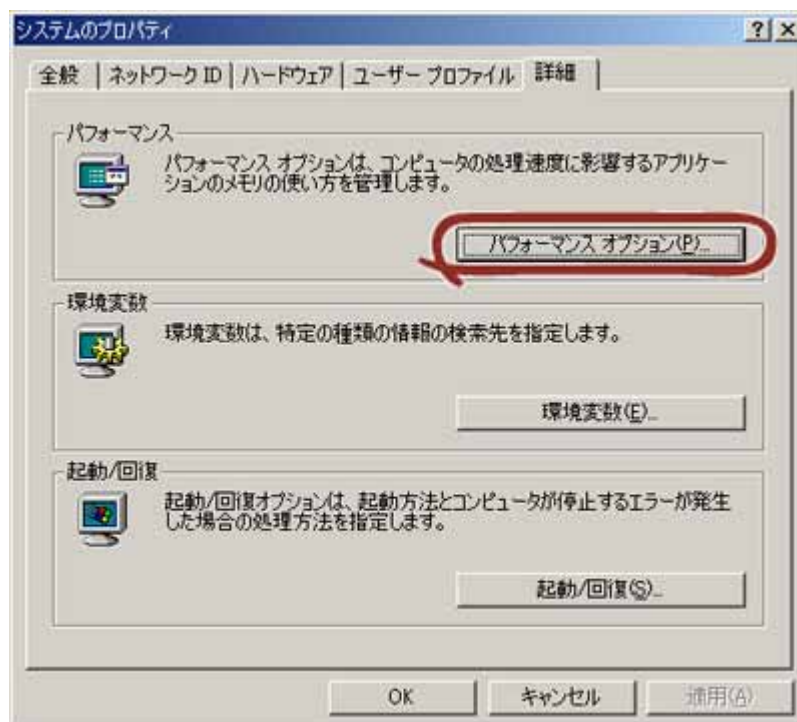 システムのプロパティ
全般
ネットワーク ID
ハードウェア
ユーザー プロファイル
詳細
パフォーマンス
パフォーマンス オプションは、コンピュータの処理速度に影響するアプリケー
ションのメモリの使い方を管理します。
パフォーマンス オプション(P)...
環境変数
環境変数は、特定の種類の情報の検索先を指定します。
環境変数(E)...
起動/回復
起動/回復オプションは、起動方法とコンピュータが停止するエラーが発生
した場合の処理方法を指定します。
起動/回復(S)...
OK
キャンセル
適用(A)